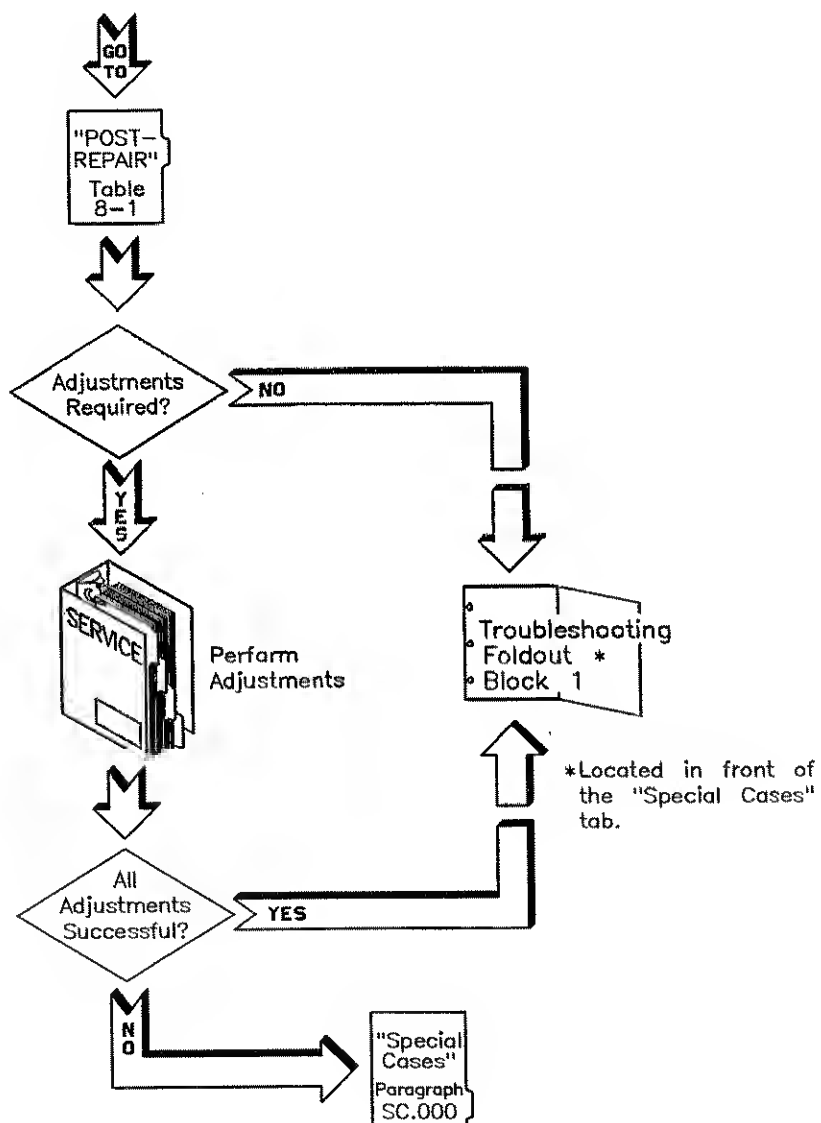 GO
TO
"POST-
REPAIR"
Table
8-1
Adjustments
Required?
NO
YES
SERVICE
Perfarm
Adjustments
Troubleshooting
Foldout *
Block 1
*Located in front of
the "Special Cases"
tab.
All
Adjustments
Successful?
YES
NO
"Special
Cases"
Paragraph
SC.000